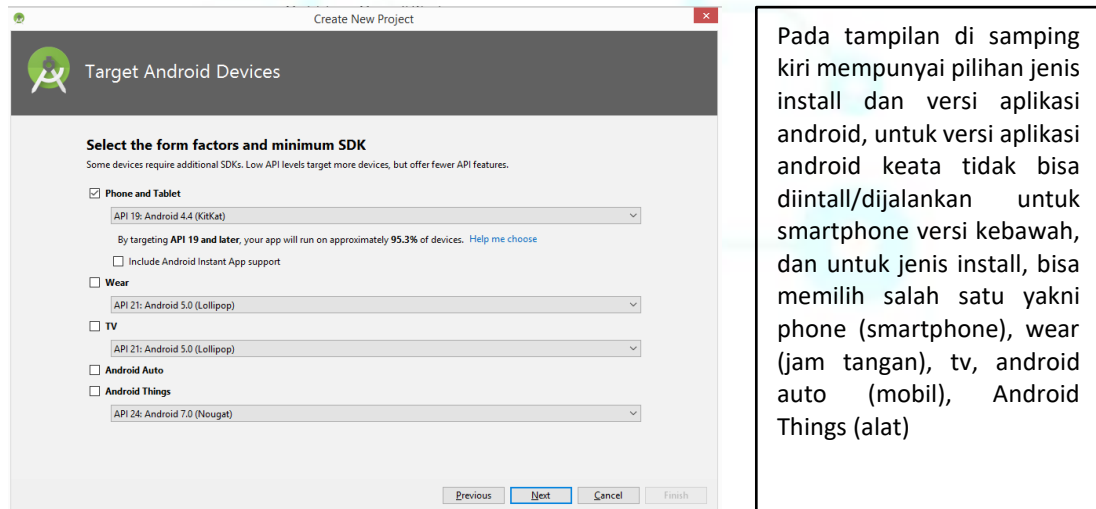 Create New Project
Target Android Devices
Select the form factors and minimum SDK
Some devices require additional SDKs. Low API levels target more devices, but offer fewer API features.
Phone and Tablet
API 19: Android 4.4 (KitKat)
By targeting API 19 and later, your app will run on approximately 95.3% of devices. Help me choose
Include Android Instant App support
Wear
API 21: Android 5.0 (Lollipop)
TV
API 21: Android 5.0 (Lollipop)
Android Auto
Android Things
API 24: Android 7.0 (Nougat)
Previous Next Cancel Finish
Pada tampilan di samping
kiri mempunyai pilihan jenis
install dan versi aplikasi
android, untuk versi aplikasi
android keata tidak bisa
diintall/dijalankan untuk
smartphone versi kebawah,
dan untuk jenis install, bisa
memilih salah satu yakni
phone (smartphone), wear
(jam tangan), tv, android
auto (mobil), Android
Things (alat)